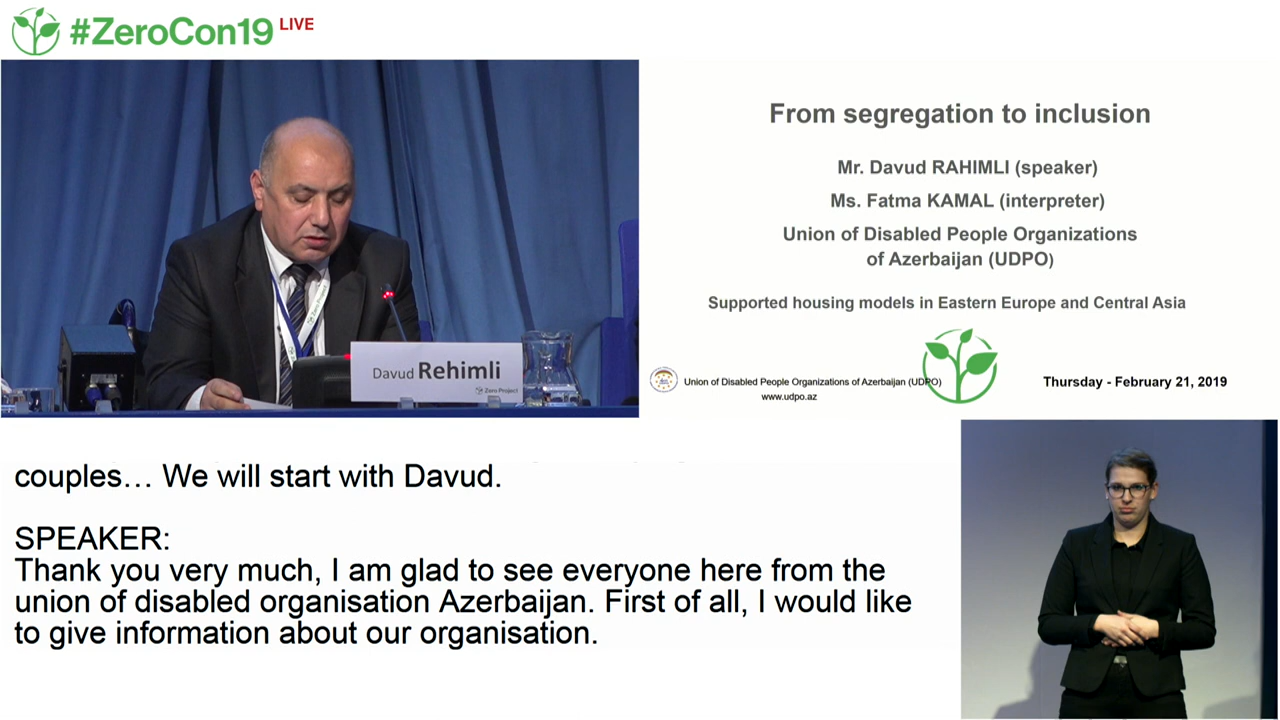 #ZeroCon19 LIVE
From segregation to inclusion
Mr. Davud RAHIMLI (speaker)
Ms. Fatma KAMAL (interpreter)
Union of Disabled People Organizations
of Azerbaijan (UDPO)
Supported housing models in Eastern Europe and Central Asia
Union of Disabled People Organizations of Azerbaijan (UDPO)
www.udpo.az
Thursday - February 21, 2019
Davud Rehimli
Zero Project
couples… We will start with Davud.
SPEAKER:
Thank you very much, I am glad to see everyone here from the
union of disabled organisation Azerbaijan. First of all, I would like
to give information about our organisation.